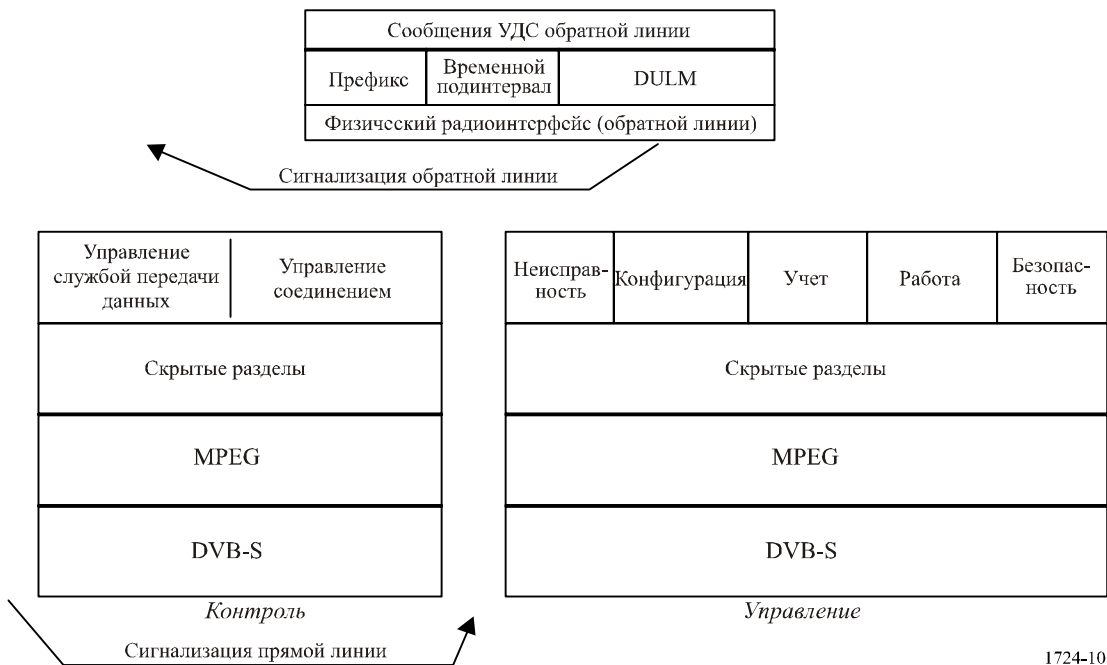 Сообщения УДС обратной линии
Префикс
Временной
подинтервал
DULM
Физический радиоинтерфейс (обратной линии)
Сигнализация обратной линии
Управление
службой передачи
данных
Управление
соединением
Скрытые разделы
MPEG
DVB-S
Контроль
Неисправ-
ность
Конфигурация
Учет
Работа
Безопас-
ность
Скрытые разделы
MPEG
DVB-S
Управление
Сигнализация прямой линии
1724-10